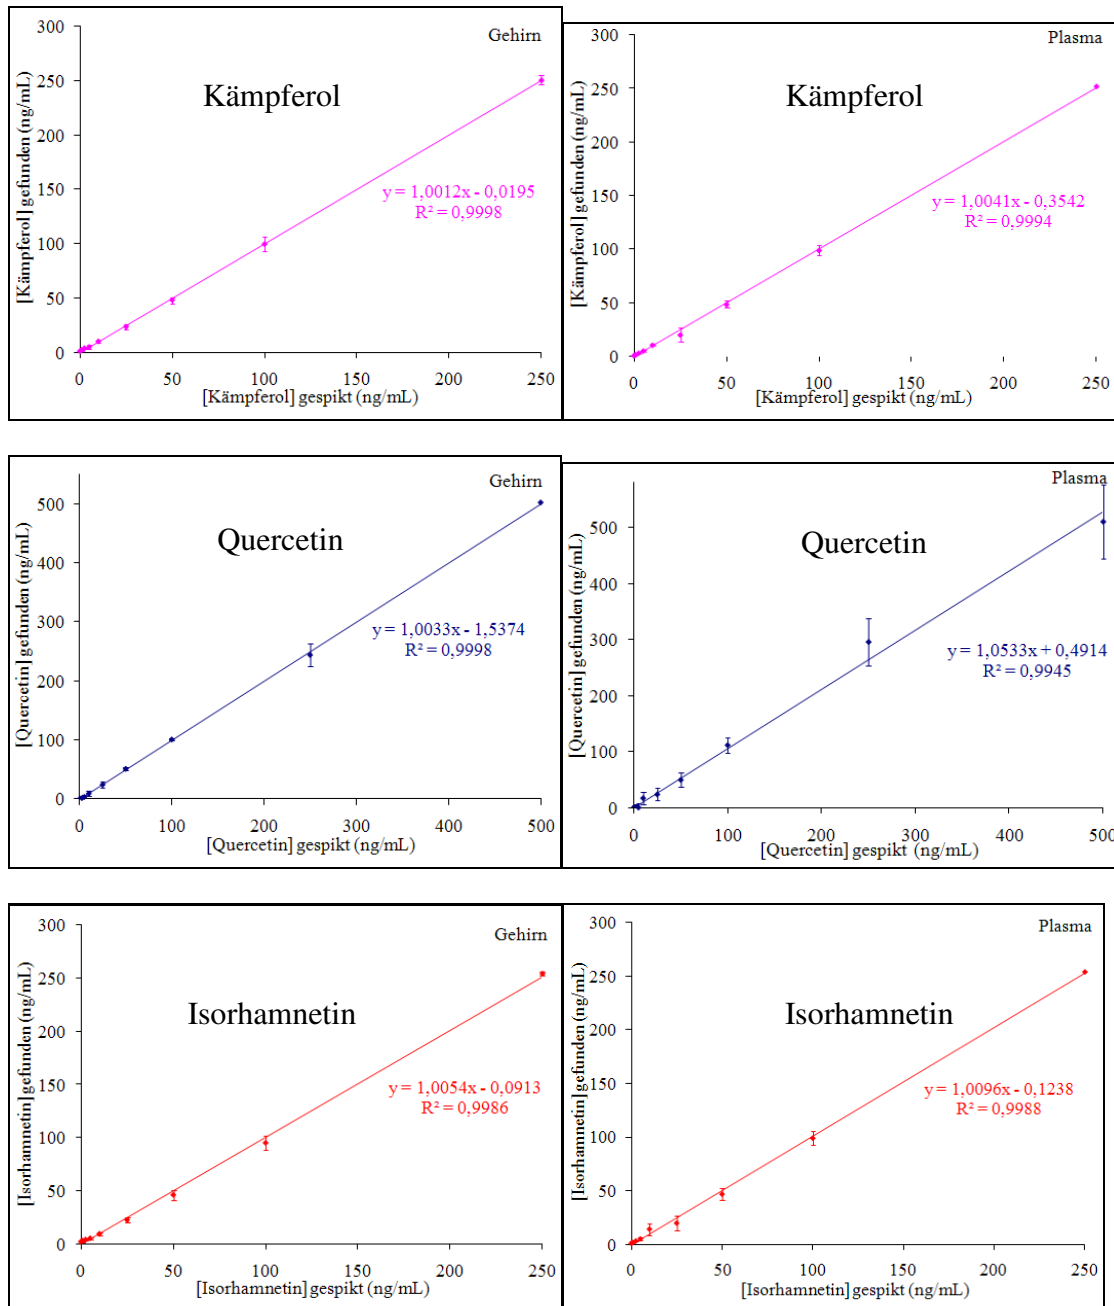 Gehirn
Kämpferol
[Kämpferol] gefunden (ng/mL)
300
250
200
150
100
50
0
y = 1,0012x - 0,0195
R² = 0,9998
0 50 100 150 200 250
[Kämpferol] gespikt (ng/mL)
Plasma
Kämpferol
[Kämpferol] gefunden (ng/mL)
300
250
200
150
100
50
0
y = 1,0041x - 0,3542
R² = 0,9994
0 50 100 150 200 250
[Kämpferol] gespikt (ng/mL)
Gehirn
Quercetin
[Quercetin] gefunden (ng/mL)
500
400
300
200
100
0
y = 1,0033x - 1,5374
R² = 0,9998
0 100 200 300 400 500
[Quercetin] gespikt (ng/mL)
Plasma
Quercetin
[Quercetin] gefunden (ng/mL)
500
400
300
200
100
0
y = 1,0533x + 0,4914
R² = 0,9945
0 100 200 300 400 500
[Quercetin] gespikt (ng/mL)
Gehirn
Isorhamnetin
[Isorhamnetin] gefunden (ng/mL)
300
250
200
150
100
50
0
y = 1,0054x - 0,0913
R² = 0,9986
0 50 100 150 200 250
[Isorhamnetin] gespikt (ng/mL)
Plasma
Isorhamnetin
[Isorhamnetin] gefunden (ng/mL)
300
250
200
150
100
50
0
y = 1,0096x - 0,1238
R² = 0,9988
0 50 100 150 200 250
[Isorhamnetin] gespikt (ng/mL)